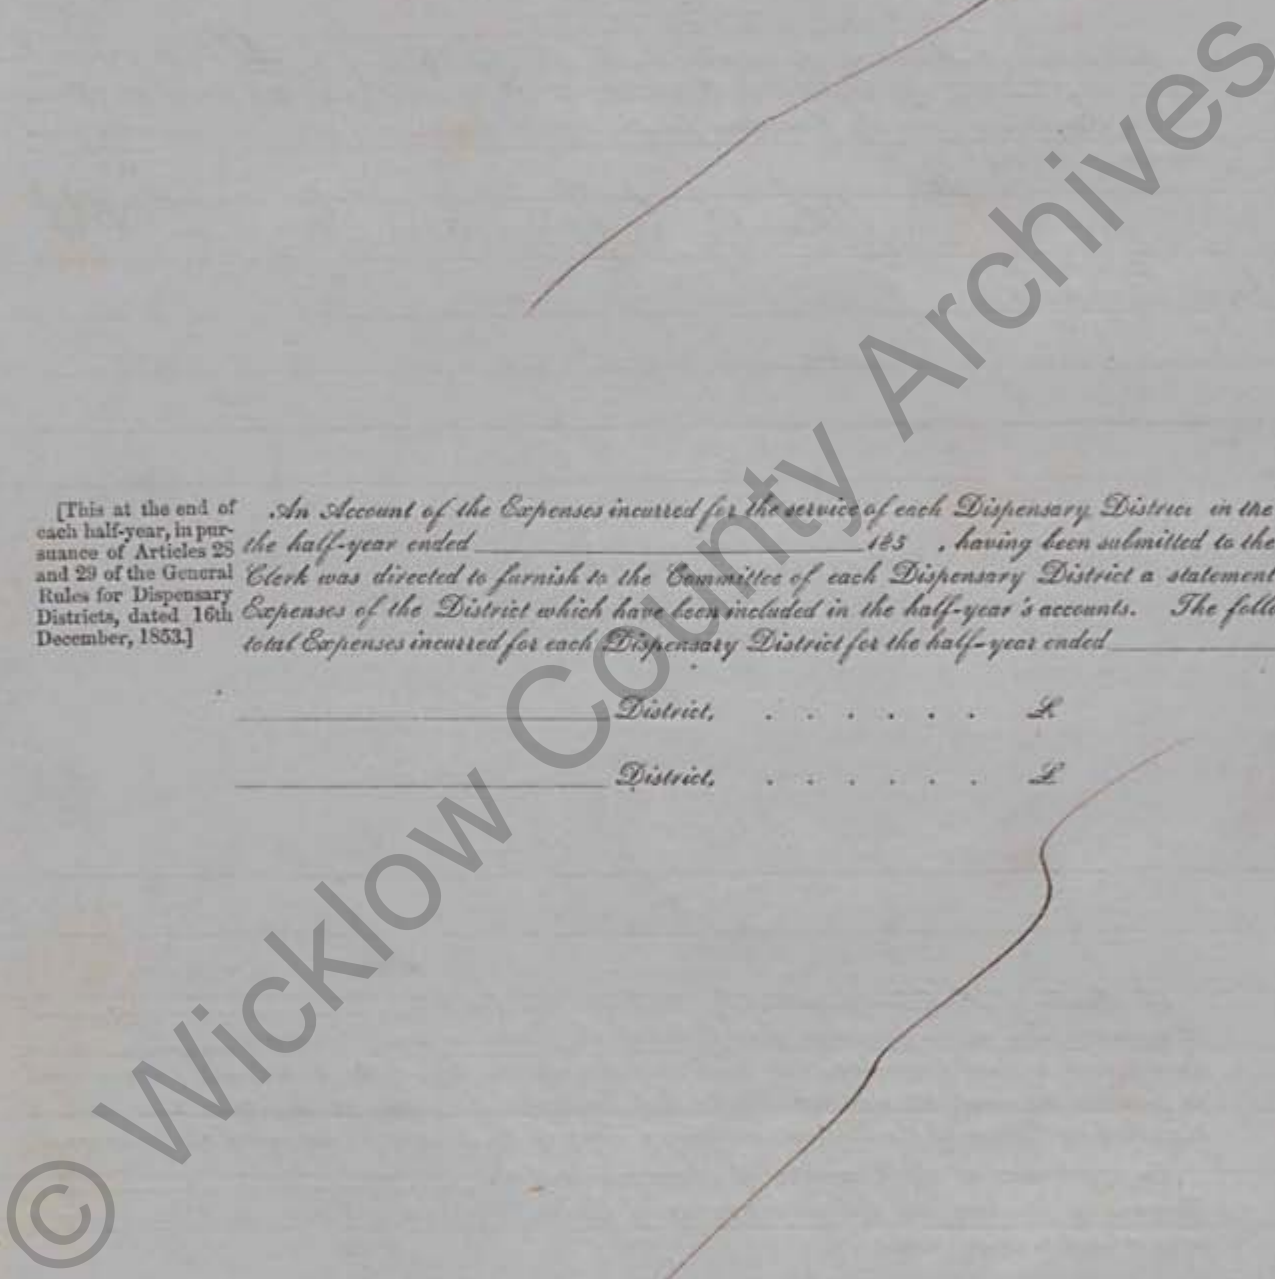 [This at the end of
each half-year, in pur-
suance of Articles 28
and 29 of the General
Rules for Dispensary
Districts, dated 16th
December, 1853.]
An Account of the Expenses incurred for the service of each Dispensary District in the
the half-year ended 185 , having been submitted to the
Clerk was directed to furnish to the Committee of each Dispensary District a statement
Expenses of the District which have been included in the half-year's accounts. The follo
total Expenses incurred for each Dispensary District for the half-year ended
District, . . . . . . £
District, . . . . . . £
© Wicklow County Archives